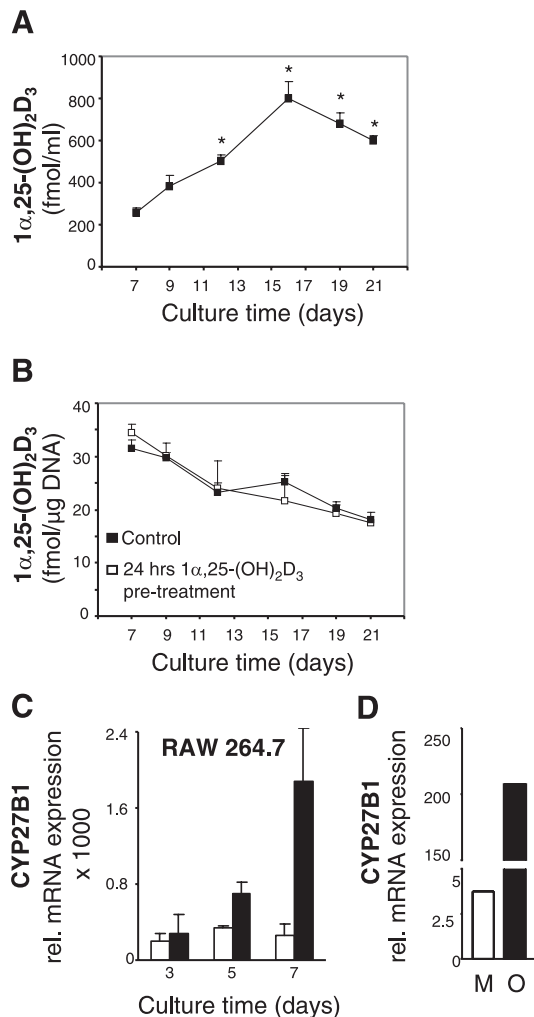 A
1α,25-(OH)₂D₃
(fmol/ml)
1000
800
600
400
200
0
*
*
*
*
7 9 11 13 15 17 19 21
Culture time (days)
B
1α,25-(OH)₂D₃
(fmol/µg DNA)
40
30
20
10
0
Control
24 hrs 1α,25-(OH)₂D₃
pre-treatment
7 9 11 13 15 17 19 21
Culture time (days)
C
CYP27B1
rel. mRNA expression
x 1000
2.4
1.6
0.8
0
RAW 264.7
3 5 7
Culture time (days)
D
CYP27B1
rel. mRNA expression
250
200
150
5
2.5
0
M O